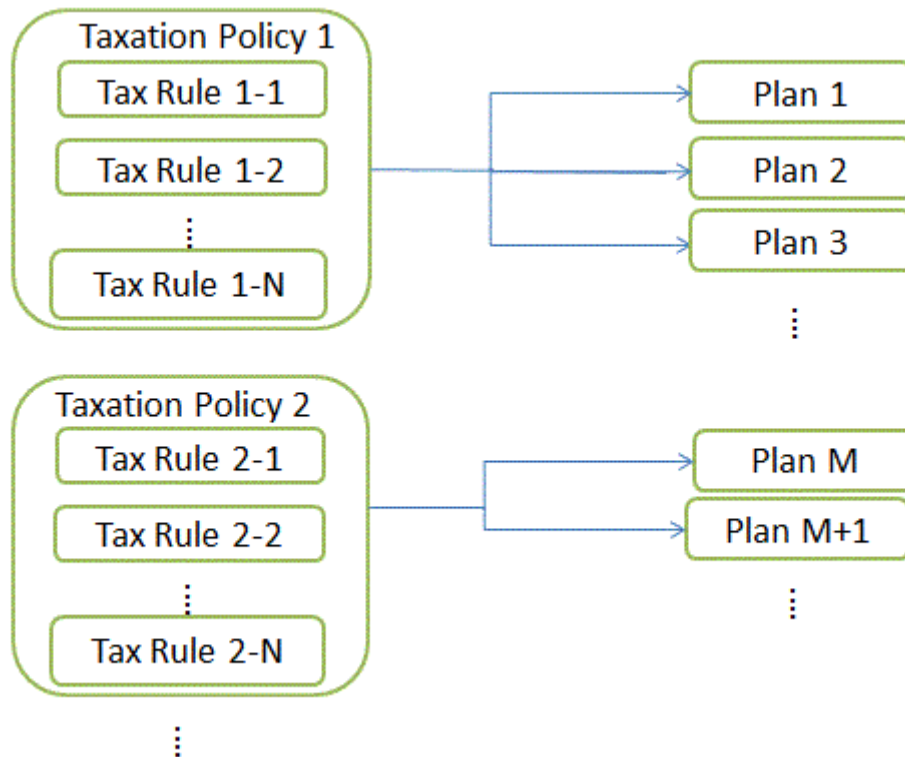 Taxation Policy 1
Tax Rule 1-1
Tax Rule 1-2
Tax Rule 1-N
Plan 1
Plan 2
Plan 3
Taxation Policy 2
Tax Rule 2-1
Tax Rule 2-2
Tax Rule 2-N
Plan M
Plan M+1